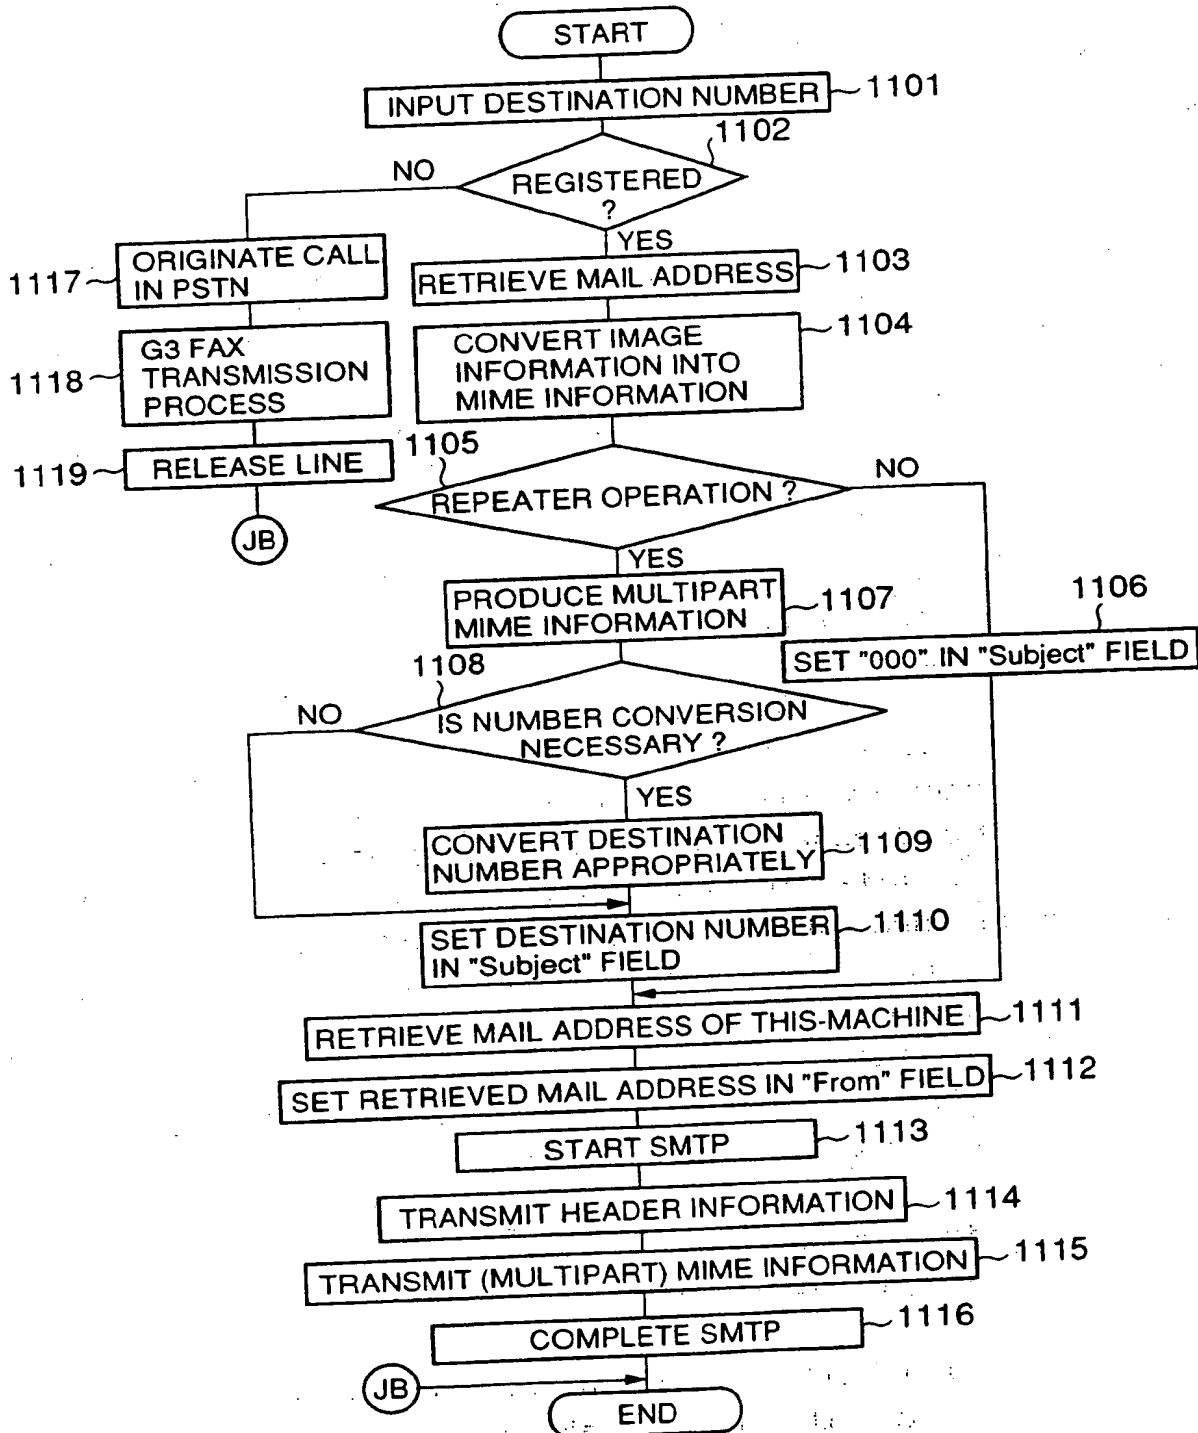 START
INPUT DESTINATION NUMBER
1101
1102
NO
REGISTERED
?
YES
1117
ORIGINATE CALL
IN PSTN
RETRIEVE MAIL ADDRESS
1103
1118
G3 FAX
TRANSMISSION
PROCESS
CONVERT IMAGE
INFORMATION INTO
MIME INFORMATION
1104
1119
RELEASE LINE
JB
1105
REPEATER OPERATION ?
NO
YES
PRODUCE MULTIPART
MIME INFORMATION
1107
1106
SET "000" IN "Subject" FIELD
1108
NO
IS NUMBER CONVERSION
NECESSARY ?
YES
CONVERT DESTINATION
NUMBER APPROPRIATELY
1109
SET DESTINATION NUMBER
IN "Subject" FIELD
1110
RETRIEVE MAIL ADDRESS OF THIS-MACHINE
1111
SET RETRIEVED MAIL ADDRESS IN "From" FIELD
1112
START SMTP
1113
TRANSMIT HEADER INFORMATION
1114
TRANSMIT (MULTIPART) MIME INFORMATION
1115
COMPLETE SMTP
1116
JB
END